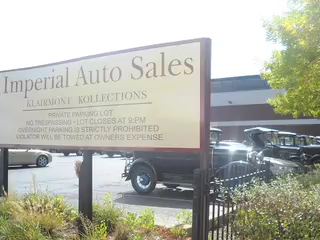 Imperial Auto Sales
KLAIRMONT KOLLECTIONS
PRIVATE PARKING LOT
NO TRESPASSING • LOT CLOSES AT 9 PM
OVERNIGHT PARKING IS STRICTLY PROHIBITED
VIOLATOR WILL BE TOWED AT OWNERS EXPENSE